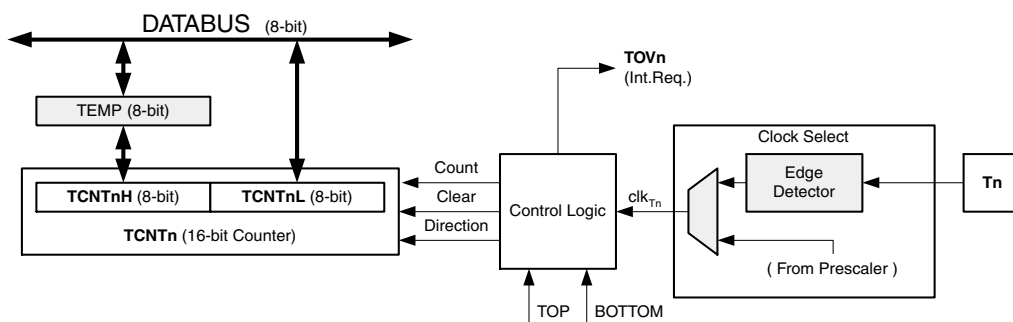 DATABUS (8-bit)
TOVn
(Int.Req.)
TEMP (8-bit)
Clock Select
Count
Edge
Detector
Tn
TCNTnH (8-bit) TCNTnL (8-bit)
Clear
Control Logic
clkTn
TCNTn (16-bit Counter)
Direction
( From Prescaler )
TOP
BOTTOM